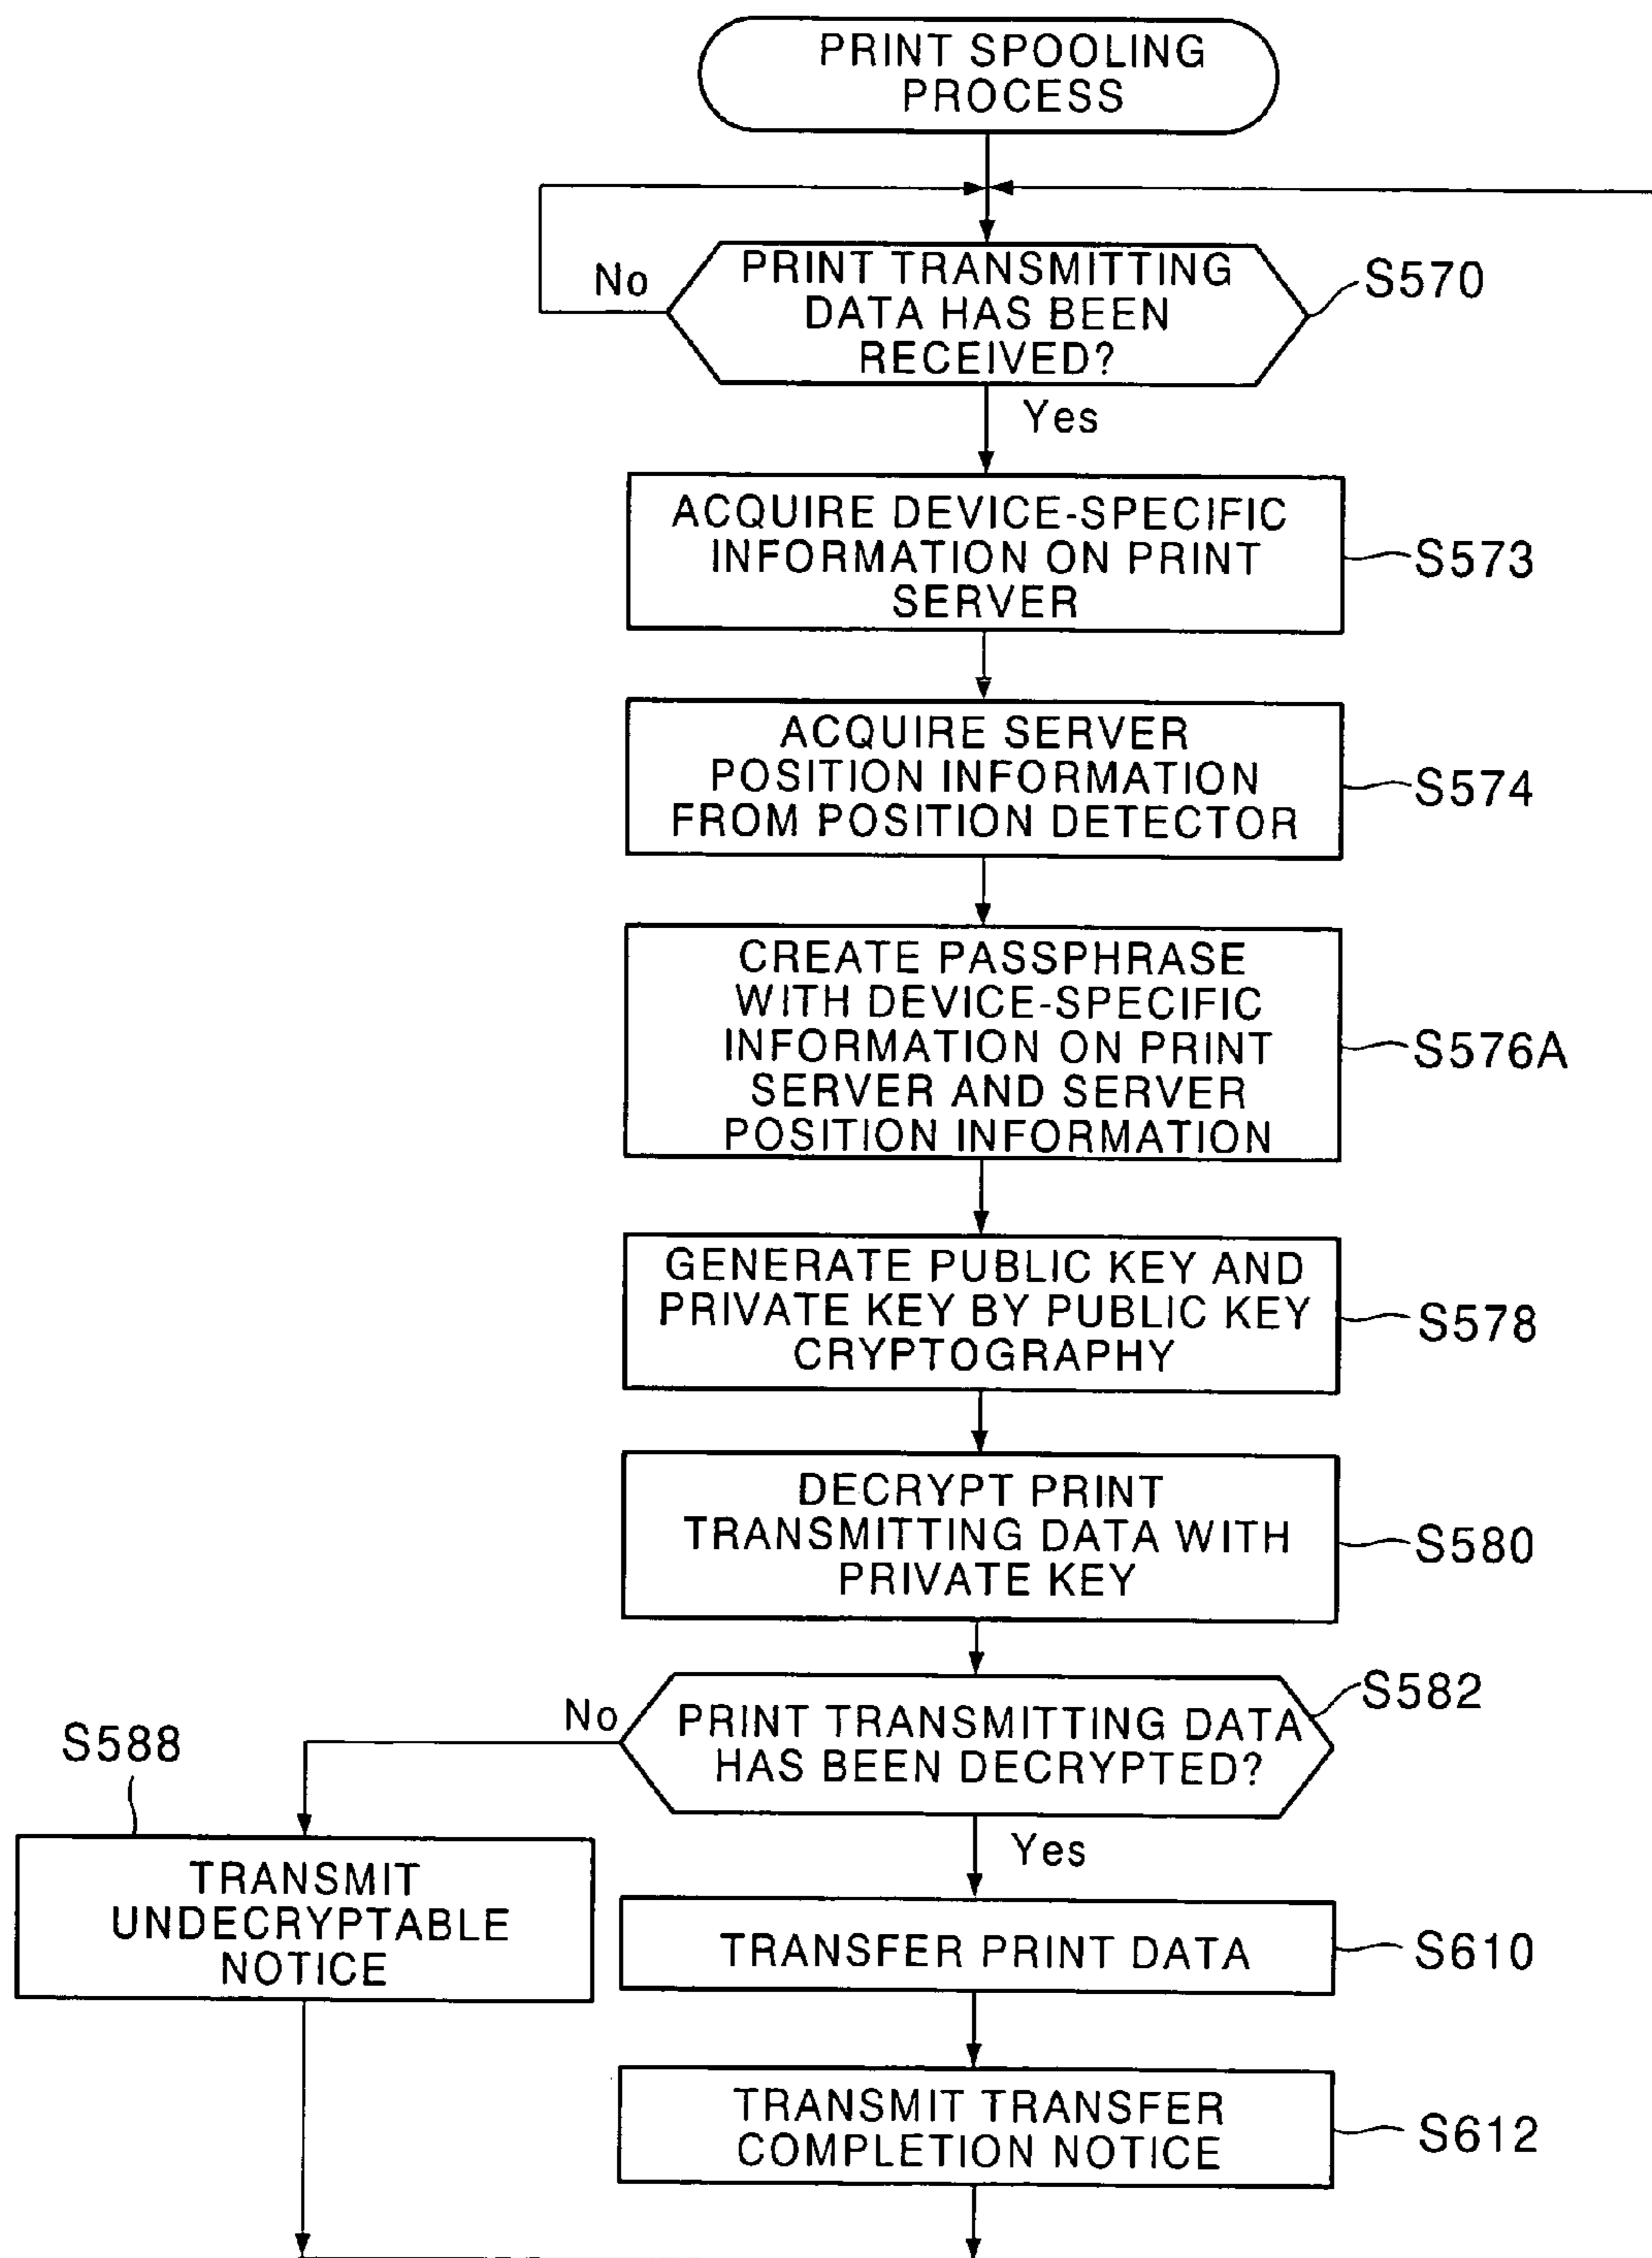 PRINT SPOOLING
PROCESS
No
PRINT TRANSMITTING
DATA HAS BEEN
RECEIVED?
S570
Yes
ACQUIRE DEVICE-SPECIFIC
INFORMATION ON PRINT
SERVER
S573
ACQUIRE SERVER
POSITION INFORMATION
FROM POSITION DETECTOR
S574
CREATE PASSPHRASE
WITH DEVICE-SPECIFIC
INFORMATION ON PRINT
SERVER AND SERVER
POSITION INFORMATION
S576A
GENERATE PUBLIC KEY AND
PRIVATE KEY BY PUBLIC KEY
CRYPTOGRAPHY
S578
DECRYPT PRINT
TRANSMITTING DATA WITH
PRIVATE KEY
S580
No
PRINT TRANSMITTING DATA
HAS BEEN DECRYPTED?
S582
S588
TRANSMIT
UNDECRYPTABLE
NOTICE
Yes
TRANSFER PRINT DATA
S610
TRANSMIT TRANSFER
COMPLETION NOTICE
S612